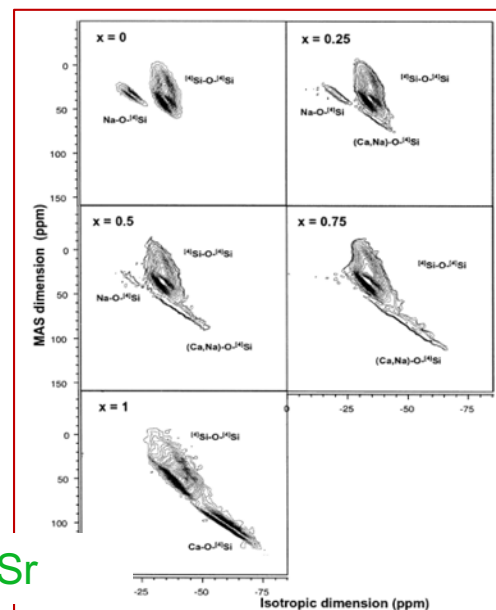 x = 0
[4]Si-O-[4]Si
Na-O-[4]Si
x = 0.25
[4]Si-O-[4]Si
Na-O-[4]Si
(Ca,Na)-O-[4]Si
x = 0.5
[4]Si-O-[4]Si
Na-O-[4]Si
(Ca,Na)-O-[4]Si
x = 0.75
[4]Si-O-[4]Si
(Ca,Na)-O-[4]Si
x = 1
[4]Si-O-[4]Si
Ca-O-[4]Si
MAS dimension (ppm)
0
50
100
150
0
50
100
150
0
50
100
0 -25 -50 -75
-25 -50 -75
Isotropic dimension (ppm)
Sr